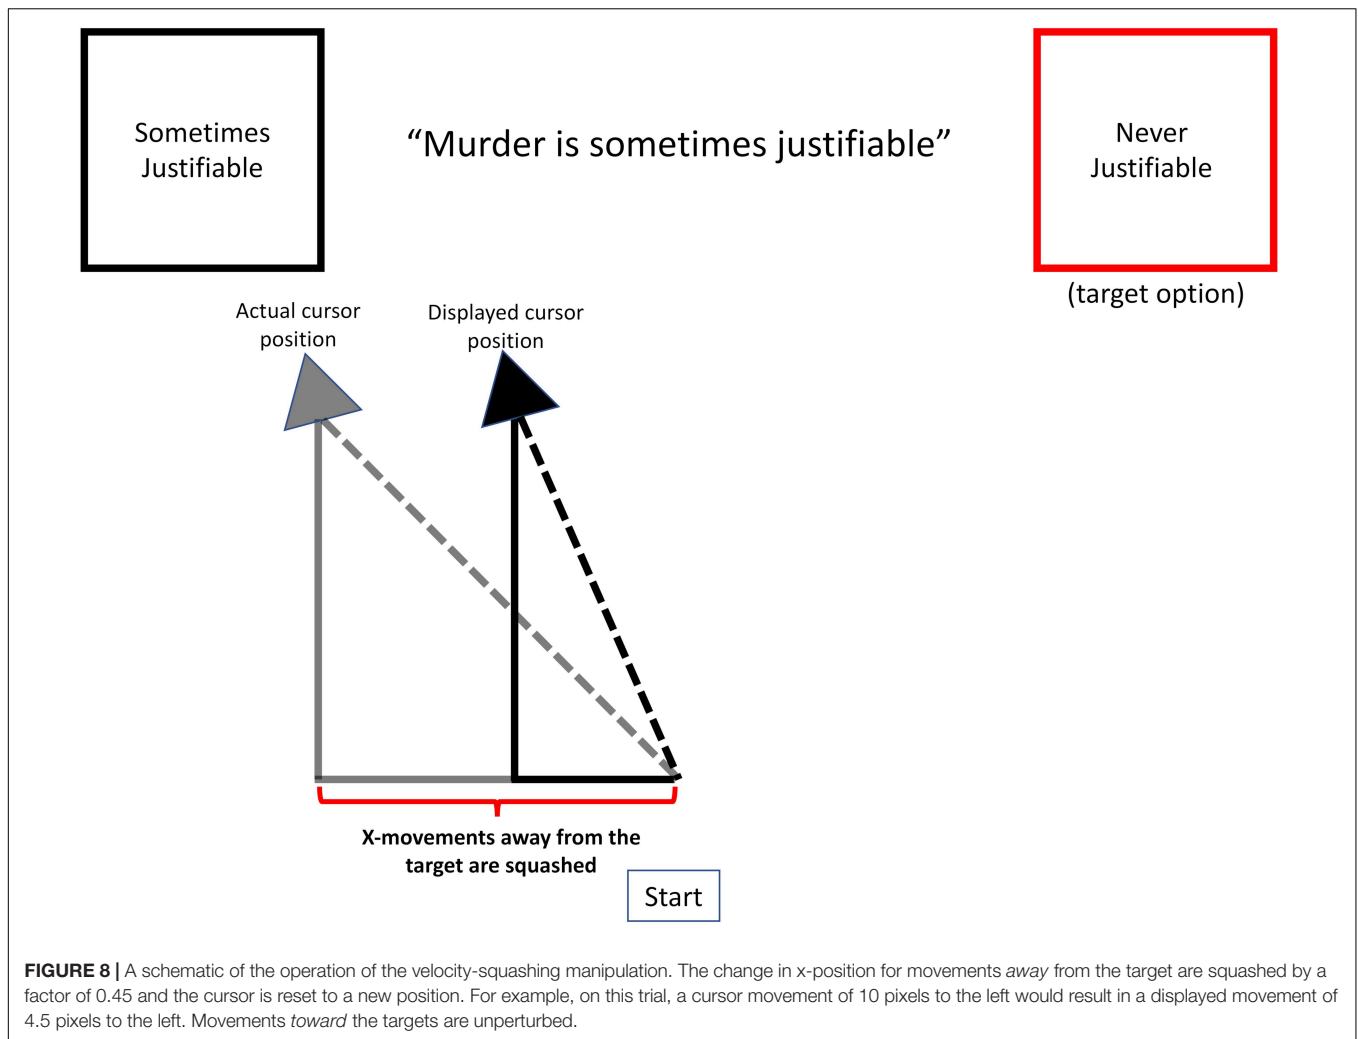 Sometimes
Justifiable
“Murder is sometimes justifiable”
Never
Justifiable
(target option)
Actual cursor
position
Displayed cursor
position
X-movements away from the
target are squashed
Start
FIGURE 8 | A schematic of the operation of the velocity-squashing manipulation. The change in x-position for movements away from the target are squashed by a
factor of 0.45 and the cursor is reset to a new position. For example, on this trial, a cursor movement of 10 pixels to the left would result in a displayed movement of
4.5 pixels to the left. Movements toward the targets are unperturbed.